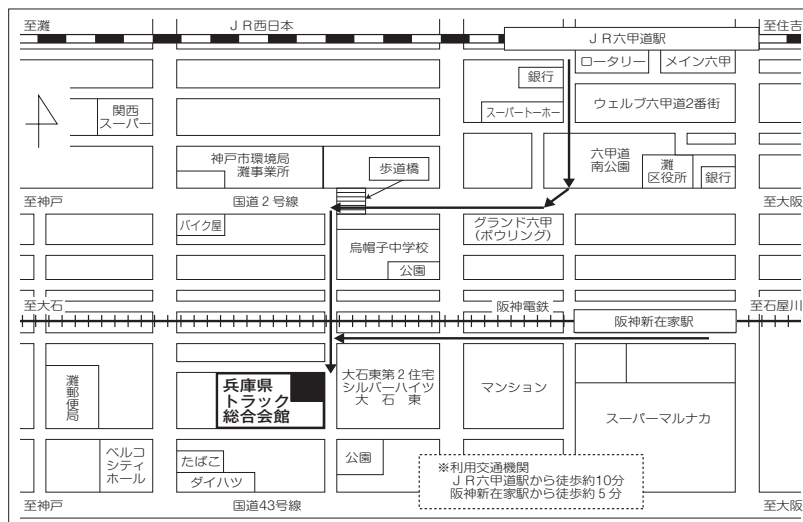 至灘
ＪＲ西日本
至住吉
ＪＲ六甲道駅
ロータリー
メイン六甲
銀行
スーパートーホー
ウェルブ六甲道2番街
関西
スーパー
神戸市環境局
灘事業所
歩道橋
六甲道
南公園
灘
区役所
銀行
至神戸
国道２号線
至大阪
バイク屋
烏帽子中学校
公園
グランド六甲
(ボウリング)
至大石
阪神電鉄
至石屋川
阪神新在家駅
灘郵便局
兵庫県
トラック
総合会館
大石東第２住宅
シルバーハイツ
大石東
マンション
スーパーマルナカ
ベルコ
シティ
ホール
たばこ
ダイハツ
公園
※利用交通機関
ＪＲ六甲道駅から徒歩約10分
阪神新在家駅から徒歩約５分
至神戸
国道43号線
至大阪